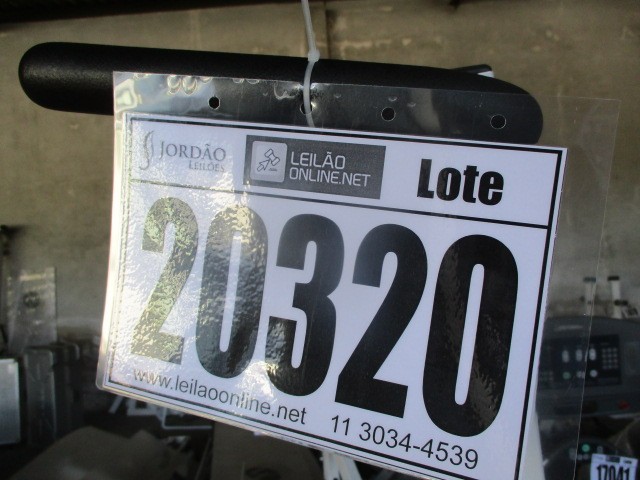 JORDÃO
LEILÕES
LEILÃO
ONLINE.NET
Lote
20320
www.leilaoonline.net
11 3034-4539
17041